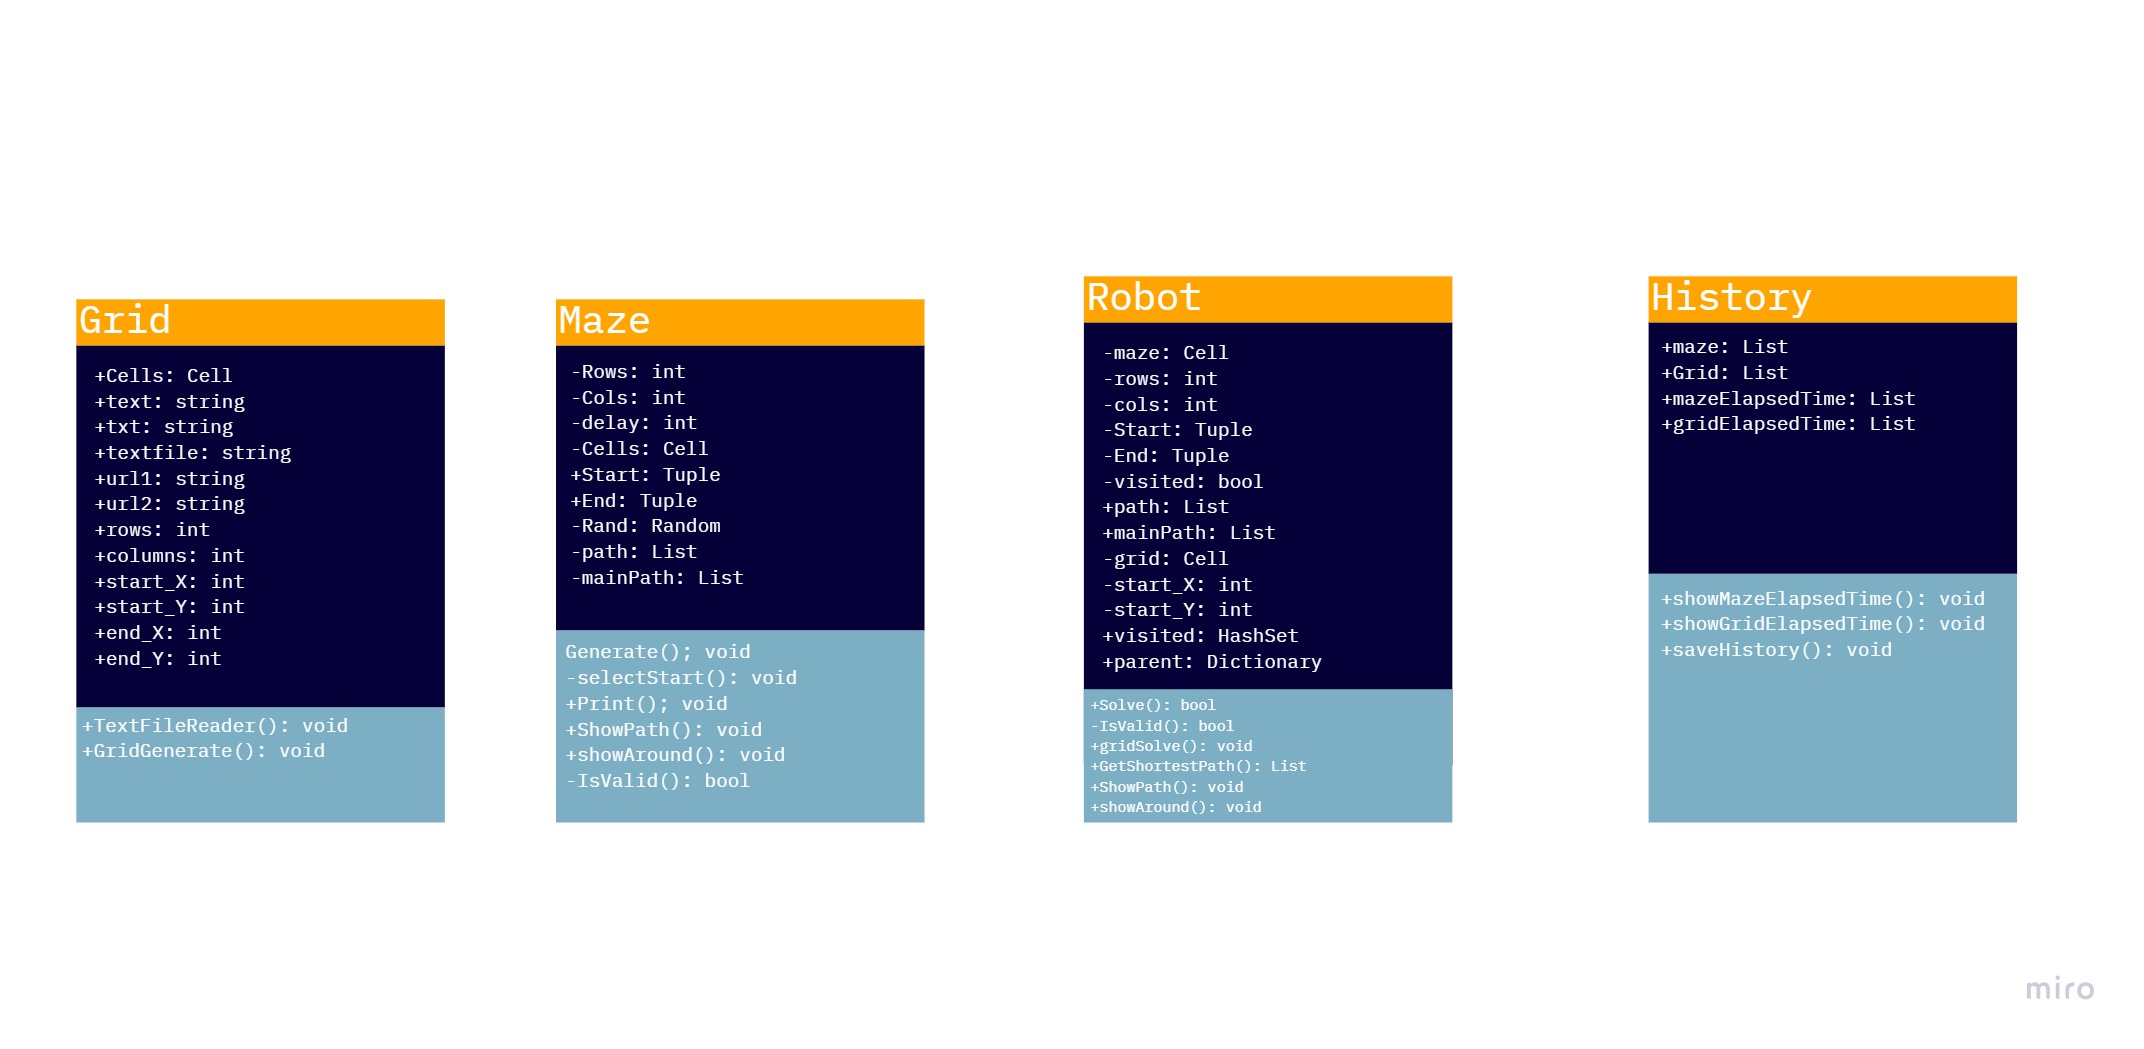 Grid
+Cells: Cell
+text: string
+txt: string
+textfile: string
+url1: string
+url2: string
+rows: int
+columns: int
+start_X: int
+start_Y: int
+end_X: int
+end_Y: int
+TextFileReader(): void
+GridGenerate(): void
Maze
-Rows: int
-Cols: int
-delay: int
-Cells: Cell
+Start: Tuple
+End: Tuple
-Rand: Random
-path: List
-mainPath: List
Generate(); void
-selectStart(): void
+Print(); void
+ShowPath(): void
+showAround(): void
-IsValid(): bool
Robot
-maze: Cell
-rows: int
-cols: int
-Start: Tuple
-End: Tuple
-visited: bool
+path: List
+mainPath: List
-grid: Cell
-start_X: int
-start_Y: int
+visited: HashSet
+parent: Dictionary
+Solve(): bool
-IsValid(): bool
+gridSolve(): void
+GetShortestPath(): List
+ShowPath(): void
+showAround(): void
History
+maze: List
+Grid: List
+mazeElapsedTime: List
+gridElapsedTime: List
+showMazeElapsedTime(): void
+showGridElapsedTime(): void
+saveHistory(): void
miro